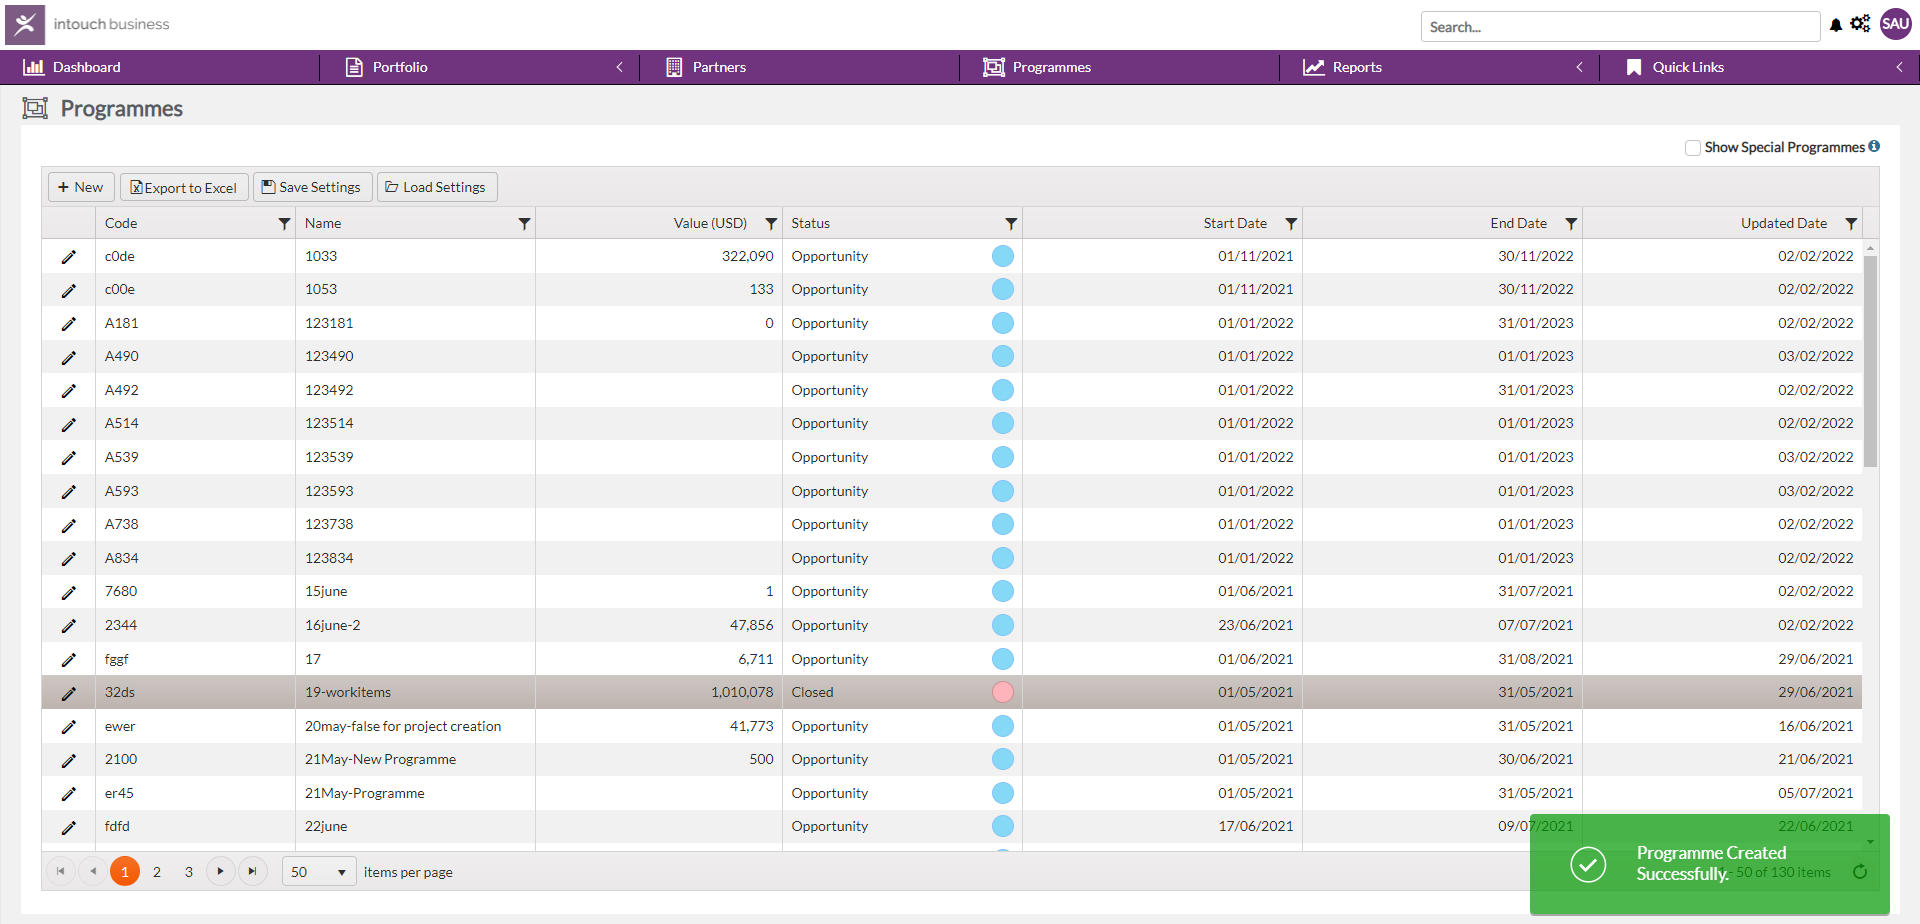 intouch business
Search...
SAU
Dashboard
Portfolio
Partners
Programmes
Reports
Quick Links
Programmes
Show Special Programmes
New
Export to Excel
Save Settings
Load Settings
Code Name Value (USD) Status Start Date End Date Updated Date
c0de 1033 322,090 Opportunity 01/11/2021 30/11/2022 02/02/2022
c00e 1053 133 Opportunity 01/11/2021 30/11/2022 02/02/2022
A181 123181 0 Opportunity 01/01/2022 31/01/2023 02/02/2022
A490 123490 Opportunity 01/01/2022 01/01/2023 03/02/2022
A492 123492 Opportunity 01/01/2022 31/01/2023 02/02/2022
A514 123514 Opportunity 01/01/2022 01/01/2023 02/02/2022
A539 123539 Opportunity 01/01/2022 01/01/2023 03/02/2022
A593 123593 Opportunity 01/01/2022 01/01/2023 03/02/2022
A738 123738 Opportunity 01/01/2022 01/01/2023 02/02/2022
A834 123834 Opportunity 01/01/2022 01/01/2023 02/02/2022
7680 15june 1 Opportunity 01/06/2021 31/07/2021 02/02/2022
2344 16june-2 47,856 Opportunity 23/06/2021 07/07/2021 02/02/2022
fggf 17 6,711 Opportunity 01/06/2021 31/08/2021 29/06/2021
32ds 19-workitems 1,010,078 Closed 01/05/2021 31/05/2021 29/06/2021
ewer 20may-false for project creation 41,773 Opportunity 01/05/2021 31/05/2021 16/06/2021
2100 21May-New Programme 500 Opportunity 01/05/2021 30/06/2021 21/06/2021
er45 21May-Programme Opportunity 01/05/2021 31/05/2021 05/07/2021
fdfd 22june Opportunity 17/06/2021 09/07/2021 22/06/2021
1 2 3 50 items per page
- 50 of 130 items
Programme Created
Successfully.